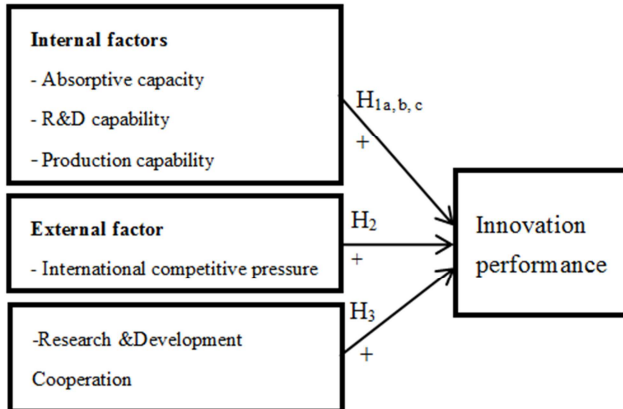 Internal factors
- Absorptive capacity
- R&D capability
- Production capability
H1a, b, c
+
External factor
- International competitive pressure
H2
+
-Research &Development
Cooperation
H3
+
Innovation
performance